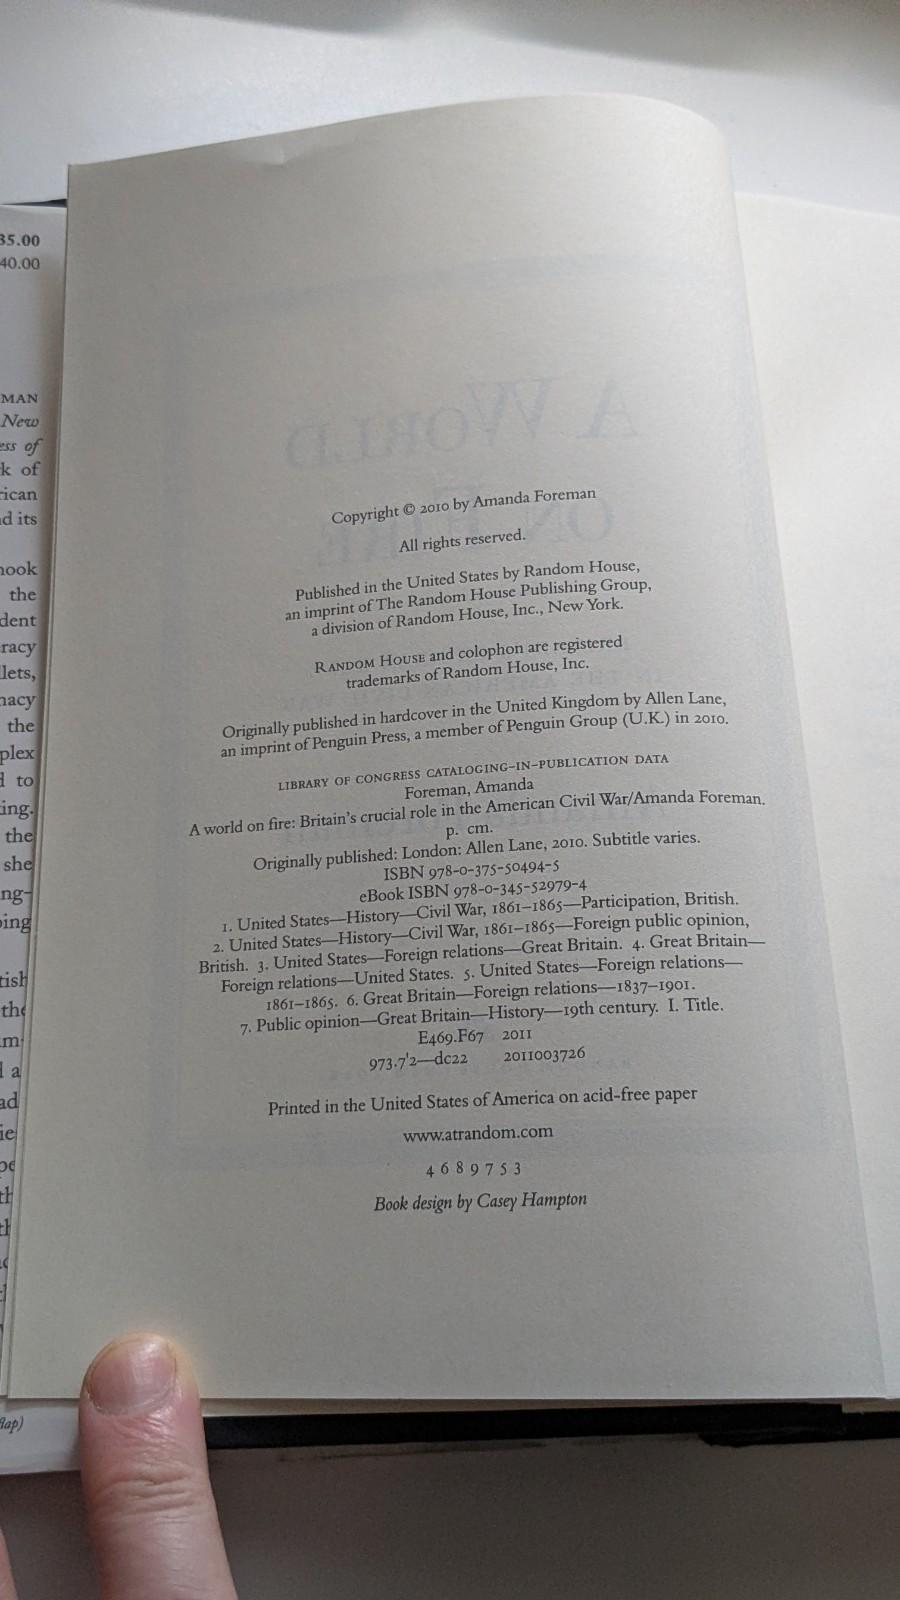 35.00
40.00
MAN
New
ess of
k of
rican
d its
nook
the
dent
racy
llets,
nacy
the
plex
d to
ing.
the
she
ng-
ing
tish
the
m
a
ad
flap)
A WORLD
ON FIRE
Copyright © 2010 by Amanda Foreman
All rights reserved.
Published in the United States by Random House,
an imprint of The Random House Publishing Group,
a division of Random House, Inc., New York.
RANDOM HOUSE and colophon are registered
trademarks of Random House, Inc.
Originally published in hardcover in the United Kingdom by Allen Lane,
an imprint of Penguin Press, a member of Penguin Group (U.K.) in 2010.
LIBRARY OF CONGRESS CATALOGING-IN-PUBLICATION DATA
Foreman, Amanda
A world on fire: Britain's crucial role in the American Civil War/Amanda Foreman.
p. cm.
Originally published: London: Allen Lane, 2010. Subtitle varies.
ISBN 978-0-375-50494-5
eBook ISBN 978-0-345-52979-4
1. United States—History—Civil War, 1861–1865—Participation, British.
2. United States—History—Civil War, 1861–1865—Foreign public opinion,
British. 3. United States—Foreign relations—Great Britain. 4. Great Britain—
Foreign relations—United States. 5. United States—Foreign relations—
1861–1865. 6. Great Britain—Foreign relations—1837–1901.
7. Public opinion—Great Britain—History—19th century. I. Title.
E469.F67 2011
973.7'2—dc22 2011003726
Printed in the United States of America on acid-free paper
www.atrandom.com
4 6 8 9 7 5 3
Book design by Casey Hampton